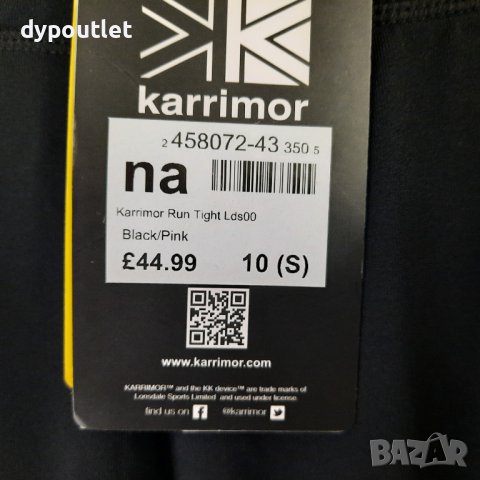 dypoutlet
karrimor
2 458072-43 350 5
na
Karrimor Run Tight Lds00
Black/Pink
£44.99 10 (S)
www.karrimor.com
KARRIMOR™ and the KK device™ are trade marks of
Lonsdale Sports Limited and used under license.
find us on f @karrimor
BAZAR